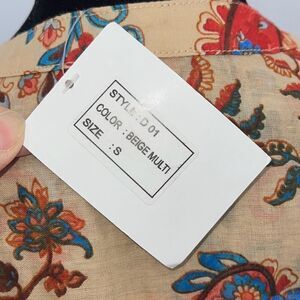 STYLE : D 01
COLOR : BEIGE MULTI
SIZE : S